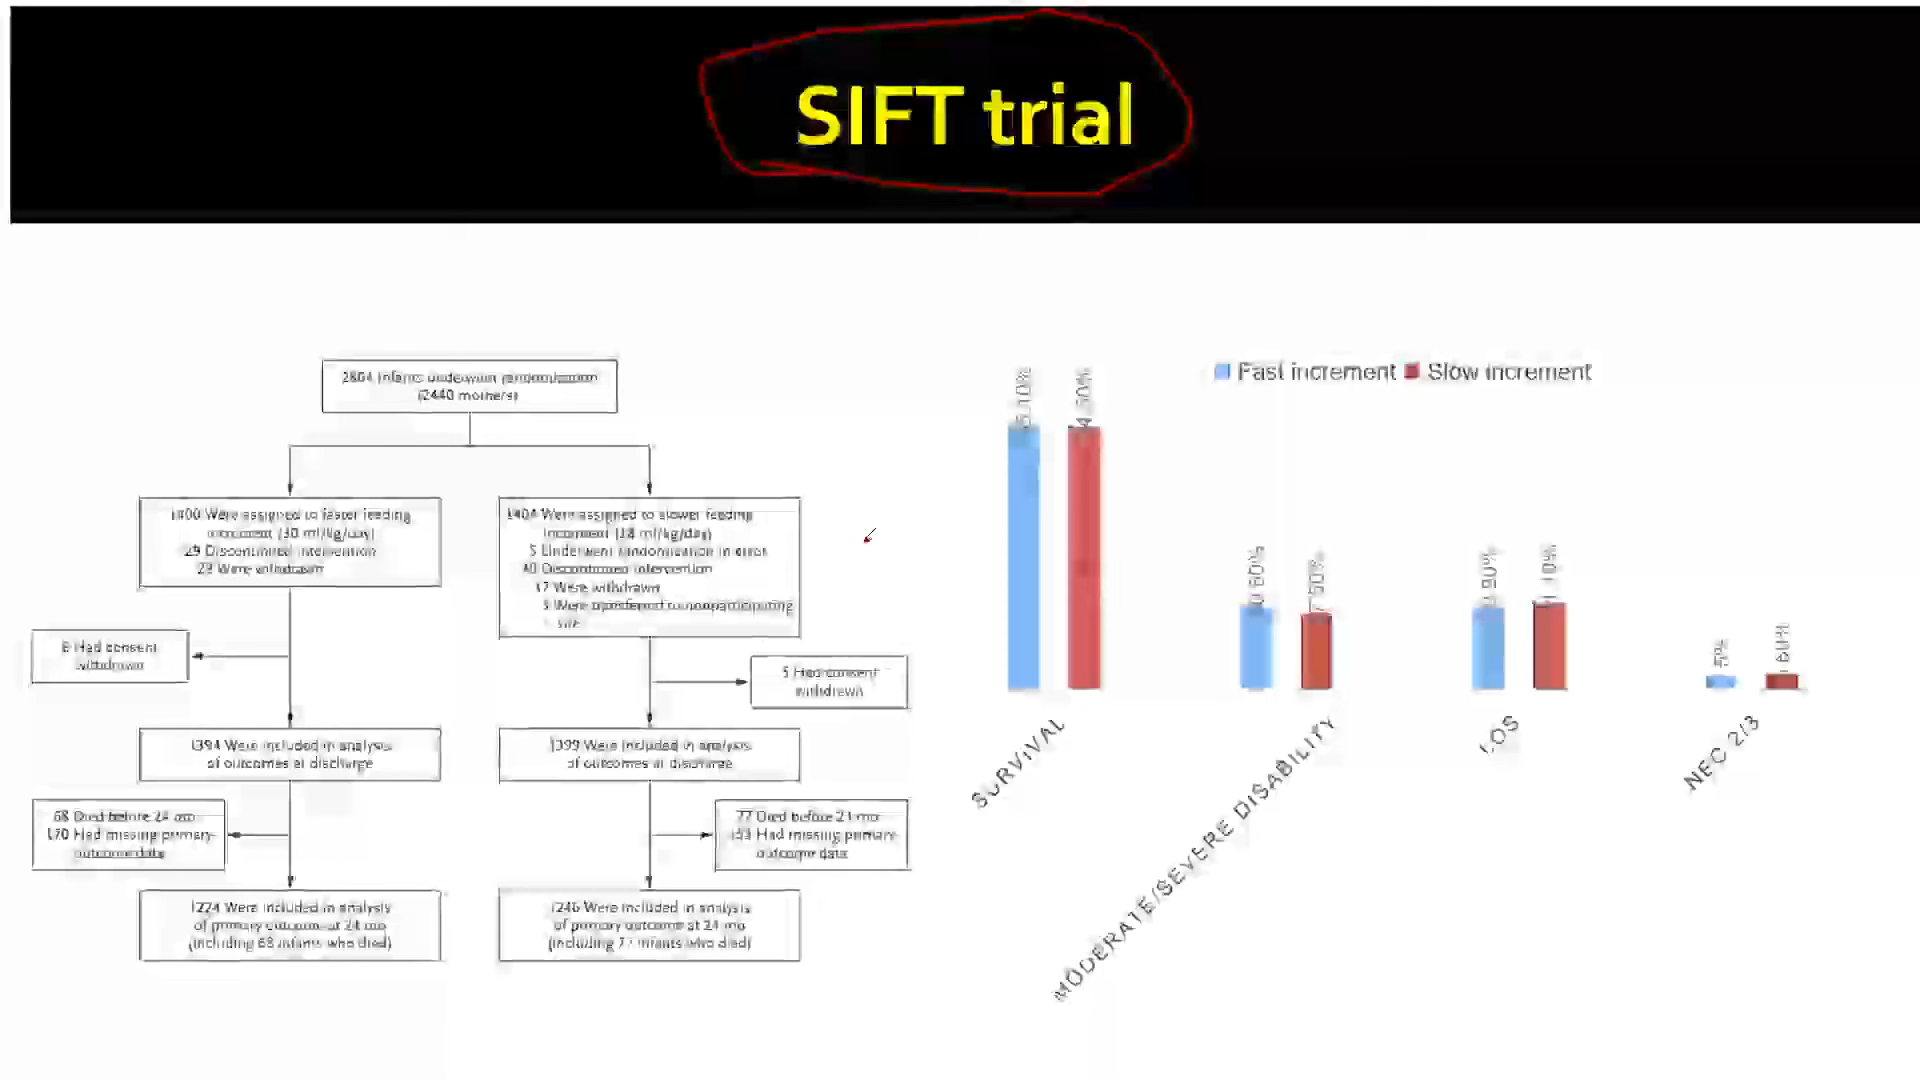 SIFT trial
2804 Infants underwent randomization
(2440 mothers)
1400 Were assigned to faster feeding
increment (30 ml/kg/day)
29 Discontinued intervention
23 Were withdrawn
1404 Were assigned to slower feeding
increment (18 ml/kg/day)
5 Underwent randomization in error
40 Discontinued intervention
17 Were withdrawn
Were transferred to nonparticipating
site
6 Had consent
withdrawn
5 Had consent
withdrawn
1394 Were included in analysis
of outcomes at discharge
1399 Were included in analysis
of outcomes at discharge
68 Died before 24 mo
170 Had missing primary-
outcome data
77 Died before 24 mo
Had missing primary-
outcome data
1224 Were included in analysis
of primary outcome at 24 mo
(including 68 infants who died)
1246 Were included in analysis
of primary outcome at 24 mo
(including 77 infants who died)
Fast increment Slow increment
SURVIVAL
MODERATE/SEVERE DISABILITY
LOS
NEC 2/3